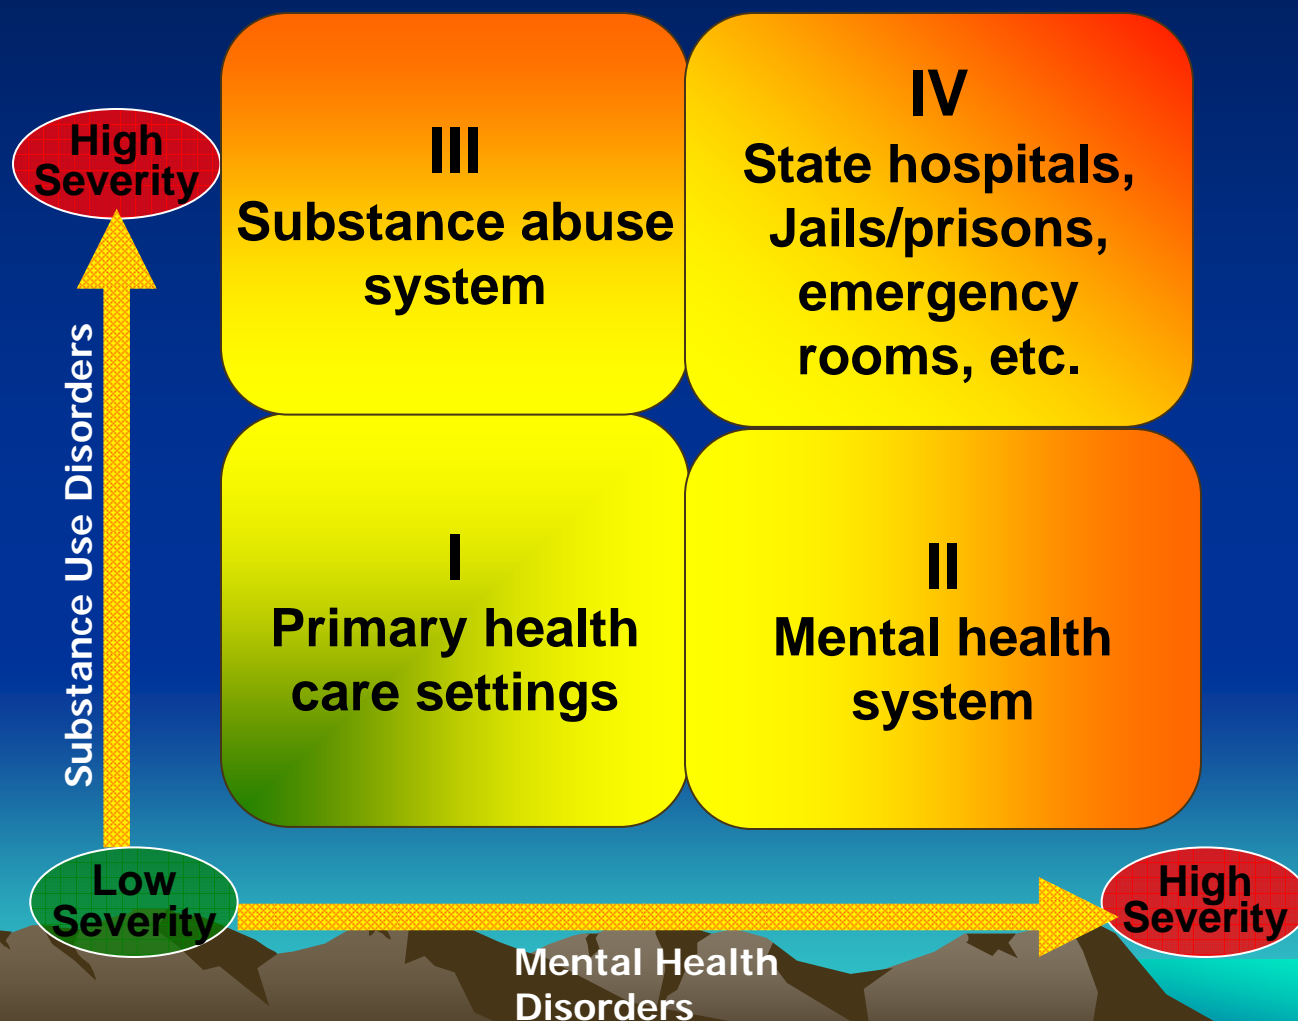 High
Severity
III
Substance abuse
system
IV
State hospitals,
Jails/prisons,
emergency
rooms, etc.
Substance Use Disorders
I
Primary health
care settings
II
Mental health
system
Low
Severity
High
Severity
Mental Health
Disorders